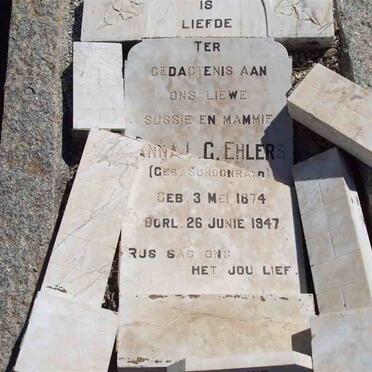 IS
LIEFDE
TER
GEDAGTENIS AAN
ONS LIEWE
SUSSIE EN MAMMIE
ANNA L. G. EHLERS
(GEB. SCHOONRAAD)
GEB. 3 MEI 1874
OORL. 26 JUNIE 1947
RUS SAG ONS
HET JOU LIEF.